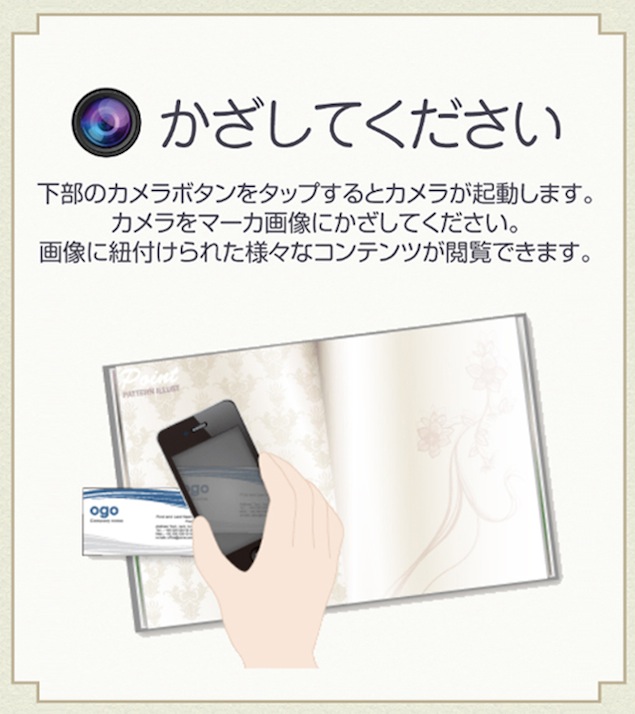 かざしてください
下部のカメラボタンをタップするとカメラが起動します。
カメラをマーカ画像にかざしてください。
画像に紐付けられた様々なコンテンツが閲覧できます。
Point
PATTERN ILLUST
ogo
ogo